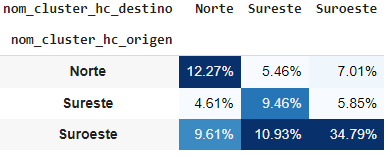 nom_cluster_hc_destino Norte Sureste Suroeste
nom_cluster_hc_origen
Norte 12.27% 5.46% 7.01%
Sureste 4.61% 9.46% 5.85%
Suroeste 9.61% 10.93% 34.79%